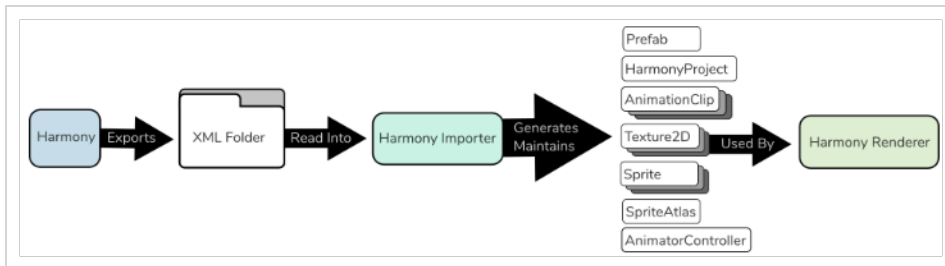 Harmony
Exports
XML Folder
Read Into
Harmony Importer
Generates
Maintains
Prefab
HarmonyProject
AnimationClip
Texture2D
Sprite
SpriteAtlas
AnimatorController
Used By
Harmony Renderer